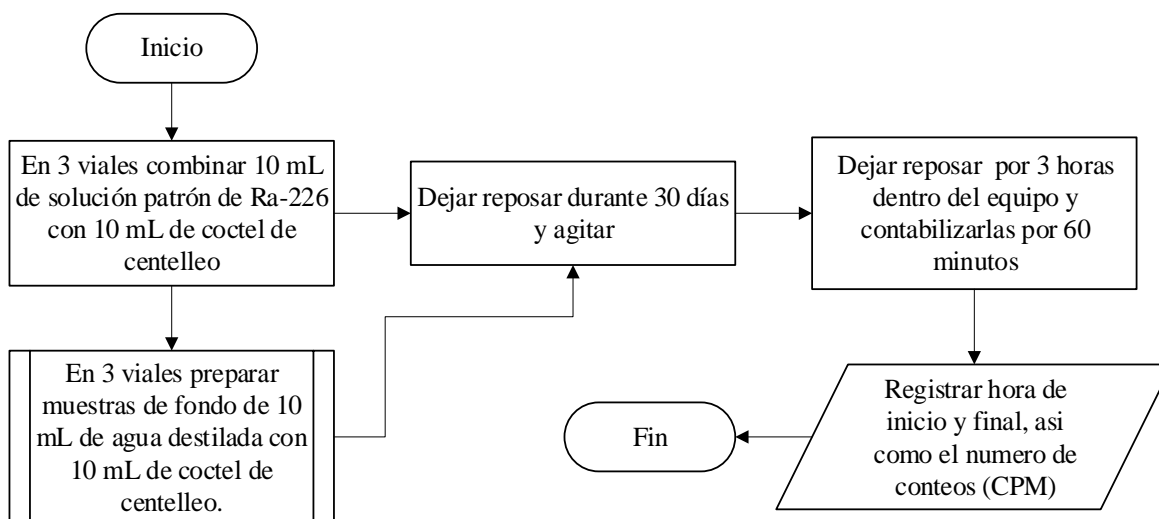 Inicio
En 3 viales combinar 10 mL
de solución patrón de Ra-226
con 10 mL de coctel de
centelleo
En 3 viales preparar
muestras de fondo de 10
mL de agua destilada con
10 mL de coctel de
centelleo.
Dejar reposar durante 30 días
y agitar
Dejar reposar por 3 horas
dentro del equipo y
contabilizarlas por 60
minutos
Registrar hora de
inicio y final, asi
como el numero de
conteos (CPM)
Fin